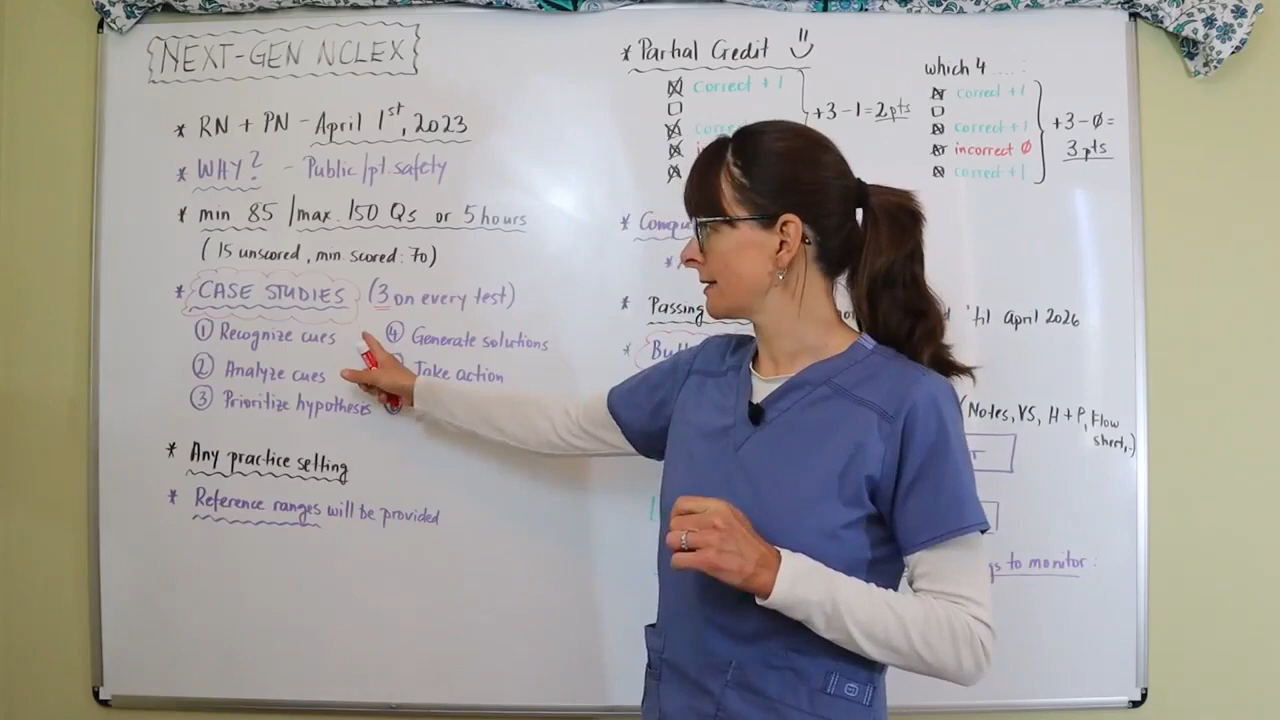 NEXT-GEN NCLEX
* RN + PN - April 1st, 2023
* WHY? - Public/pt. safety
* min 85 / max. 150 Qs or 5 hours
(15 unscored, min. scored: 70)
* CASE STUDIES (3 on every test)
① Recognize cues
② Analyze cues
③ Prioritize hypotheses
④ Generate solutions
Take action
* Any practice setting
* Reference ranges will be provided
* Partial Credit
correct + 1
+3 - 1 = 2 pts
which 4 ....:
correct + 1
correct + 1
incorrect ∅
correct + 1
+3 - ∅ =
3 pts
*
* Passing
'til April 2026
*
(Notes, VS, H + P, Flow
sheet, ..)
to monitor: